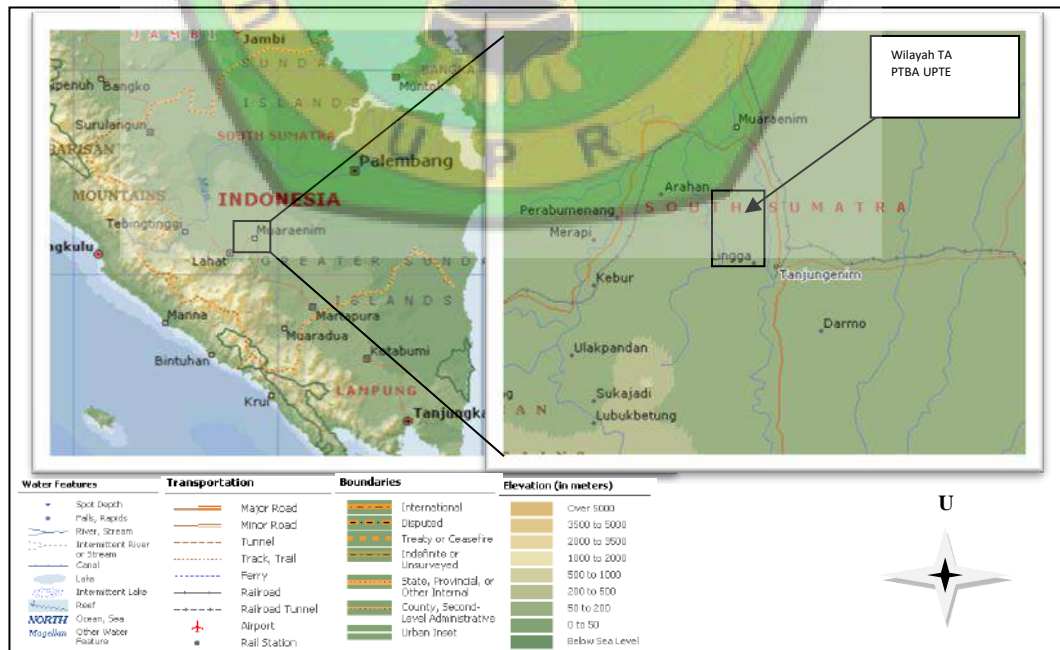 U P R A
JAMBI
Jambi
SUNDA
BANGKA
Muntok
Bangko
ISLANDS
Surulangun
SOUTH SUMATRA
Palembang
BARISAN
MOUNTAINS
INDONESIA
Tebingtinggi
Muaraenim
ngkulu
Lahat
GREATER SUNDA
ISLANDS
Manna
Martapura
Muaradua
Bintuhan
Kotabumi
LAMPUNG
Krui
Tanjungka
Wilayah TA
PTBA UPTE
Muaraenim
Arahan
Perabumenang
SOUTH SUMATRA
Merapi
Lingga
Tanjungenim
Kebur
Darmo
Ulakpandan
Sukajadi
AN
Lubukbetung
Water Features
Spot Depth
Falls, Rapids
River, Stream
Intermittent River
or Stream
Canal
Lake
Intermittent Lake
Reef
NORTH Ocean, Sea
Magellan Other Water
Feature
Transportation
Major Road
Minor Road
Tunnel
Track, Trail
Ferry
Railroad
Railroad Tunnel
Airport
Rail Station
Boundaries
International
Disputed
Treaty or Ceasefire
Indefinite or
Unsurveyed
State, Provincial, or
Other Internal
County, Second-
Level Administrative
Urban Inset
Elevation (in meters)
Over 5000
3500 to 5000
2000 to 3500
1000 to 2000
500 to 1000
200 to 500
50 to 200
0 to 50
Below Sea Level
U